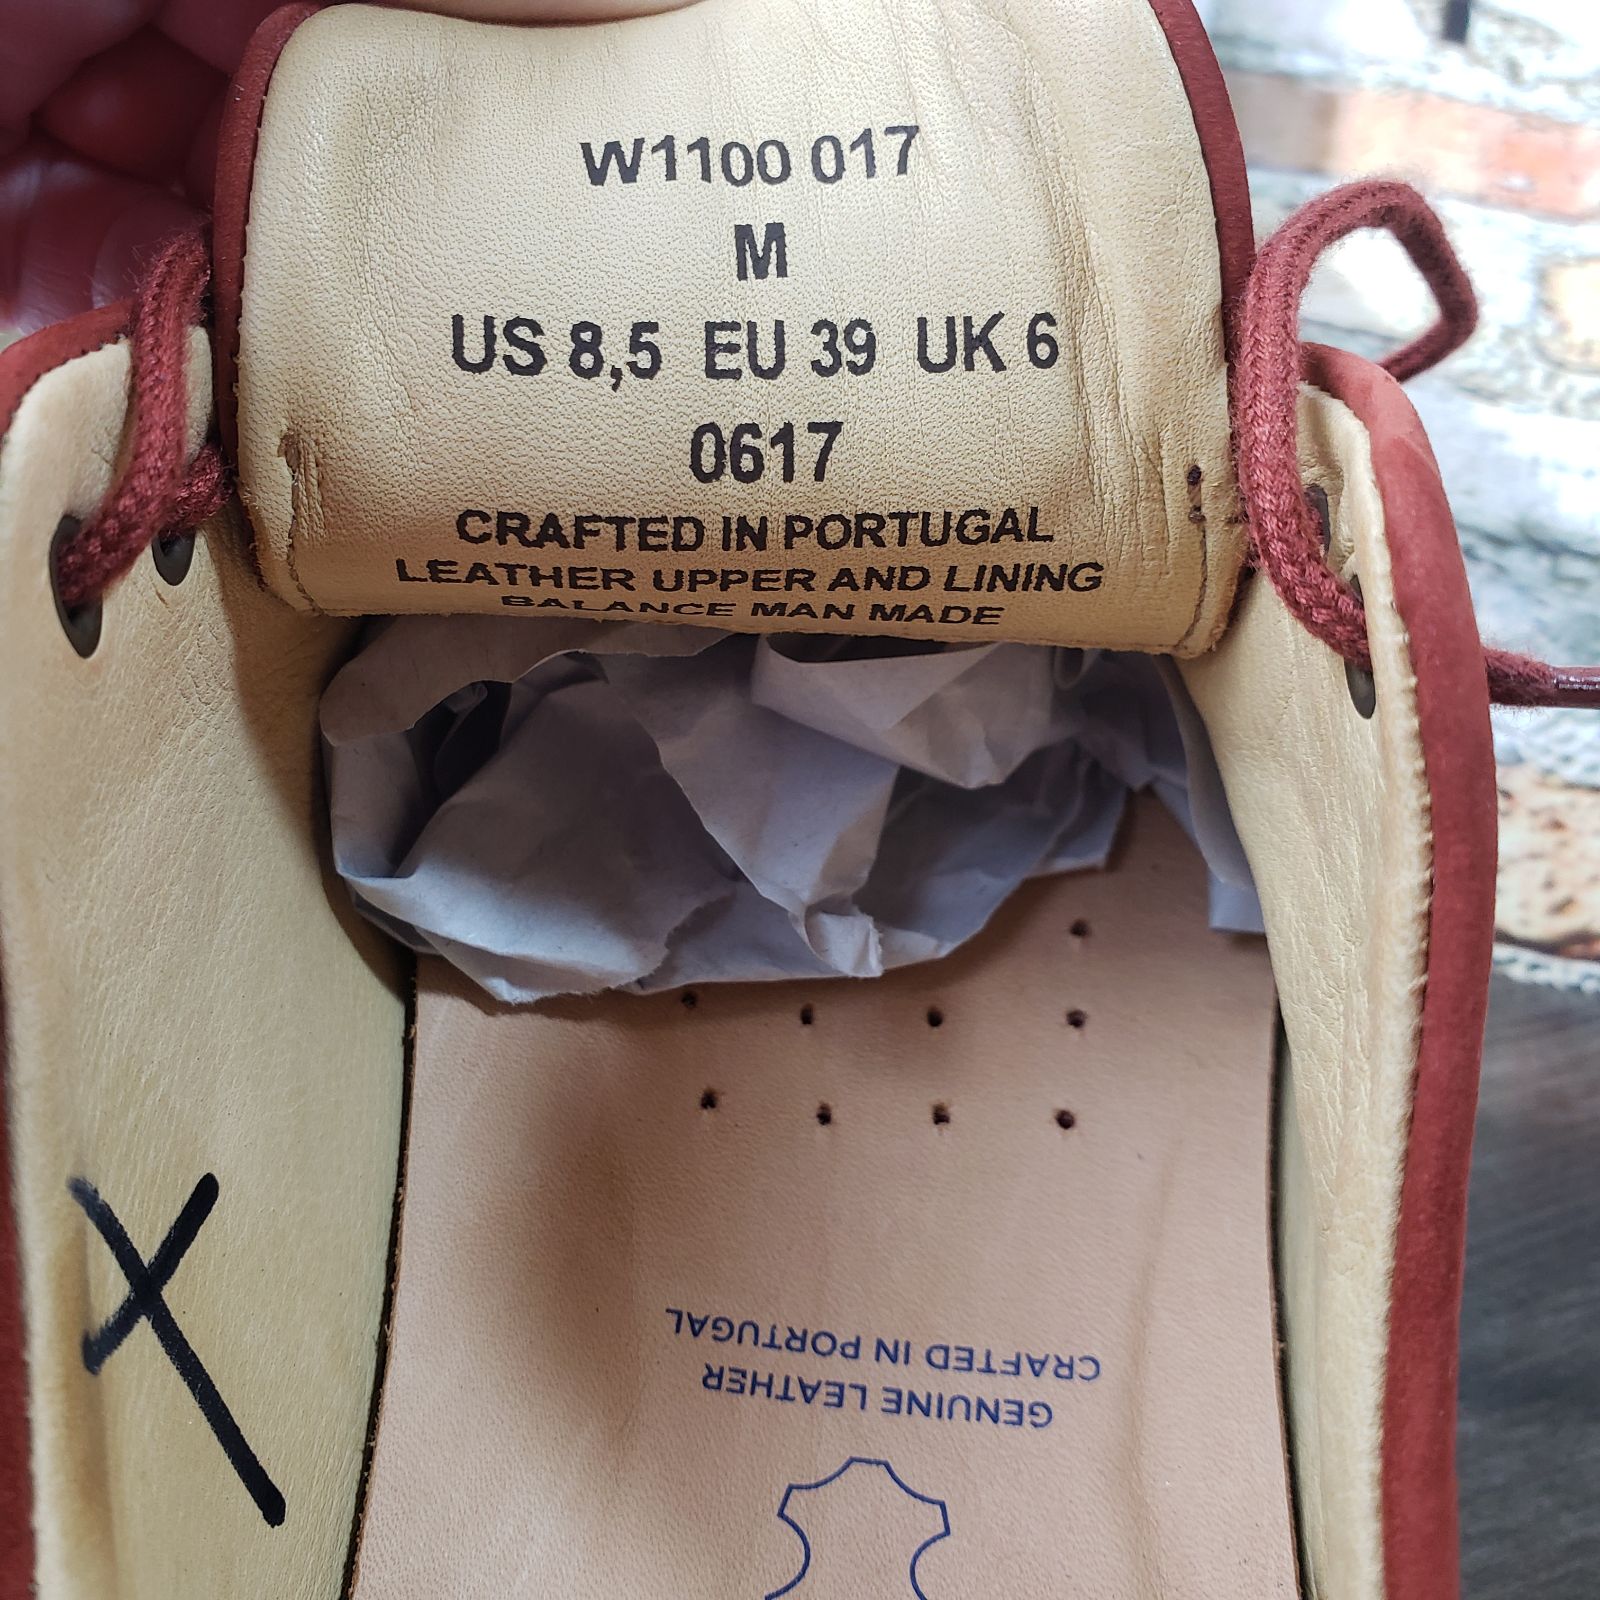 W1100 017
M
US 8,5 EU 39 UK 6
0617
CRAFTED IN PORTUGAL
LEATHER UPPER AND LINING
BALANCE MAN MADE
X
GENUINE LEATHER
CRAFTED IN PORTUGAL